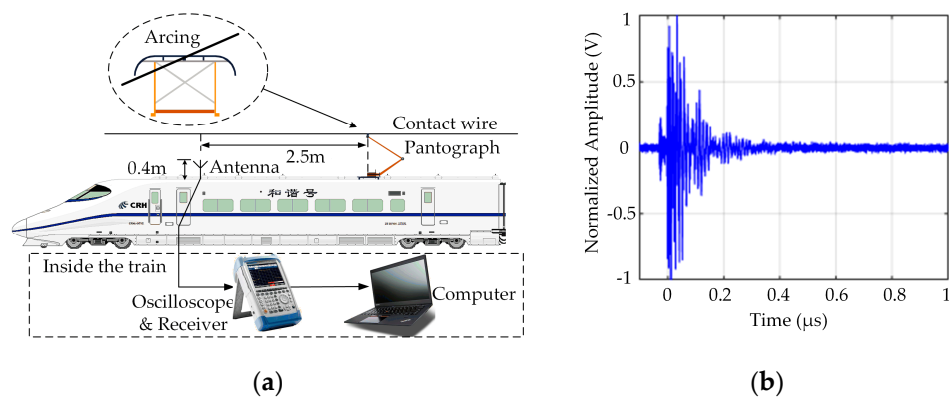 Arcing
Contact wire
2.5m
Pantograph
0.4m
Antenna
和谐号
CRH
Inside the train
Oscilloscope
& Receiver
Computer
(a)
Normalized Amplitude (V)
1
0.5
0
-0.5
-1
0 0.2 0.4 0.6 0.8 1
Time (μs)
(b)